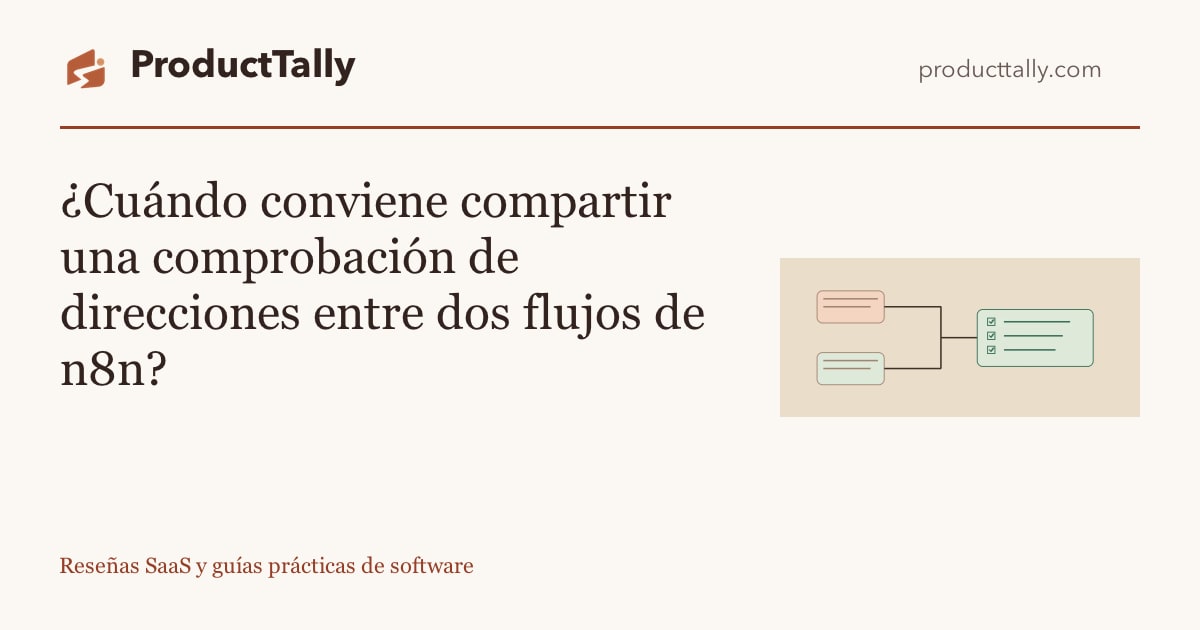 ProductTally
producttally.com
¿Cuándo conviene compartir
una comprobación de
direcciones entre dos flujos de
n8n?
Reseñas SaaS y guías prácticas de software